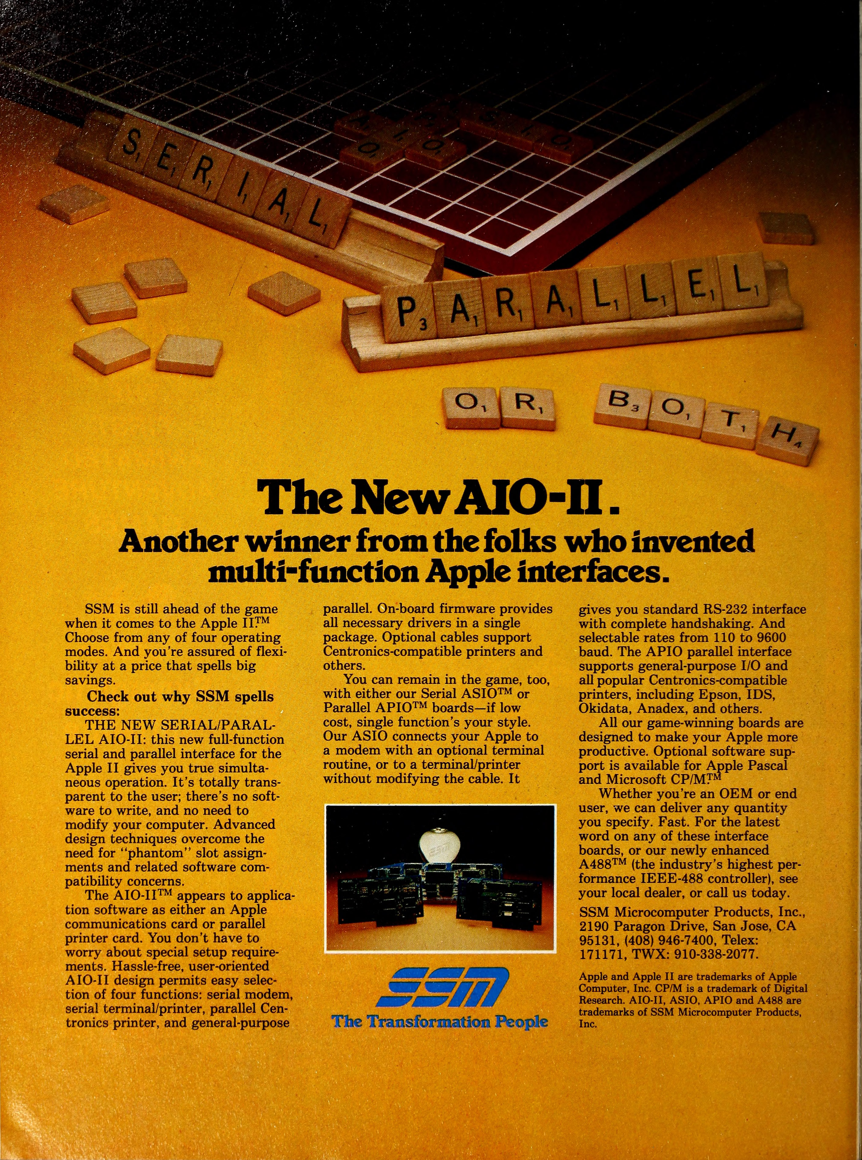 S₁E₁R₁I₁A₁L₁
P₃A₁R₁A₁L₁L₁E₁L₁
O₁R₁ B₃O₁T₁H₄
The New AIO-II.
Another winner from the folks who invented
multi-function Apple interfaces.
SSM is still ahead of the game
when it comes to the Apple II™.
Choose from any of four operating
modes. And you're assured of flexi-
bility at a price that spells big
savings.
Check out why SSM spells
success:
THE NEW SERIAL/PARAL-
LEL AIO-II: this new full-function
serial and parallel interface for the
Apple II gives you true simulta-
neous operation. It's totally trans-
parent to the user; there's no soft-
ware to write, and no need to
modify your computer. Advanced
design techniques overcome the
need for "phantom" slot assign-
ments and related software com-
patibility concerns.
The AIO-II™ appears to applica-
tion software as either an Apple
communications card or parallel
printer card. You don't have to
worry about special setup require-
ments. Hassle-free, user-oriented
AIO-II design permits easy selec-
tion of four functions: serial modem,
serial terminal/printer, parallel Cen-
tronics printer, and general-purpose
parallel. On-board firmware provides
all necessary drivers in a single
package. Optional cables support
Centronics-compatible printers and
others.
You can remain in the game, too,
with either our Serial ASIO™ or
Parallel APIO™ boards—if low
cost, single function's your style.
Our ASIO connects your Apple to
a modem with an optional terminal
routine, or to a terminal/printer
without modifying the cable. It
gives you standard RS-232 interface
with complete handshaking. And
selectable rates from 110 to 9600
baud. The APIO parallel interface
supports general-purpose I/O and
all popular Centronics-compatible
printers, including Epson, IDS,
Okidata, Anadex, and others.
All our game-winning boards are
designed to make your Apple more
productive. Optional software sup-
port is available for Apple Pascal
and Microsoft CP/M™.
Whether you're an OEM or end
user, we can deliver any quantity
you specify. Fast. For the latest
word on any of these interface
boards, or our newly enhanced
A488™ (the industry's highest per-
formance IEEE-488 controller), see
your local dealer, or call us today.
SSM Microcomputer Products, Inc.,
2190 Paragon Drive, San Jose, CA
95131, (408) 946-7400, Telex:
171171, TWX: 910-338-2077.
Apple and Apple II are trademarks of Apple
Computer, Inc. CP/M is a trademark of Digital
Research. AIO-II, ASIO, APIO and A488 are
trademarks of SSM Microcomputer Products,
Inc.
SSM
The Transformation People